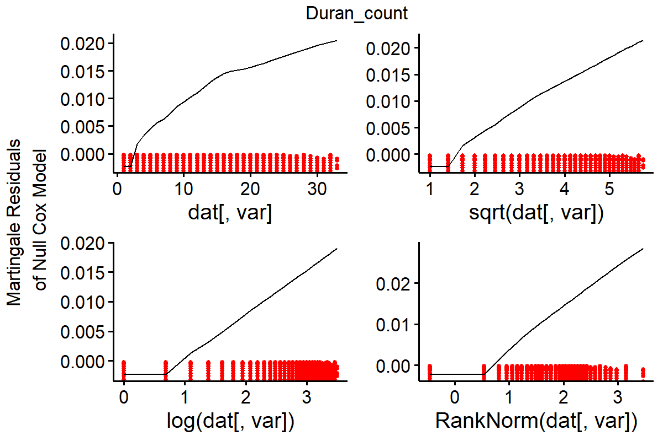 Duran_count
Martingale Residuals
of Null Cox Model
0.020
0.015
0.010
0.005
0.000
0 10 20 30
dat[, var]
0.020
0.015
0.010
0.005
0.000
1 2 3 4 5
sqrt(dat[, var])
0.020
0.015
0.010
0.005
0.000
0 1 2 3
log(dat[, var])
0.02
0.01
0.00
0 1 2 3
RankNorm(dat[, var])